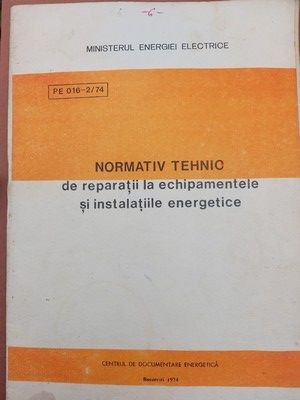 -6-
MINISTERUL ENERGIEI ELECTRICE
PE 016-2/74
NORMATIV TEHNIC
de reparații la echipamentele
și instalațiile energetice
CENTRUL DE DOCUMENTARE ENERGETICĂ
București 1974